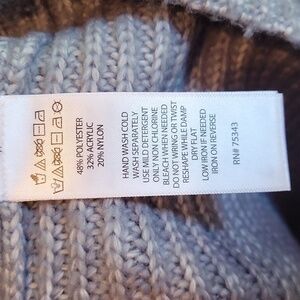 48% POLYESTER
32% ACRYLIC
20% NYLON
HAND WASH COLD
WASH SEPARATELY
USE MILD DETERGENT
ONLY NON CHLORINE
BLEACH WHEN NEEDED
DO NOT WRING OR TWIST
RESHAPE WHILE DAMP
DRY FLAT
LOW IRON IF NEEDED
IRON ON REVERSE
RN# 75343